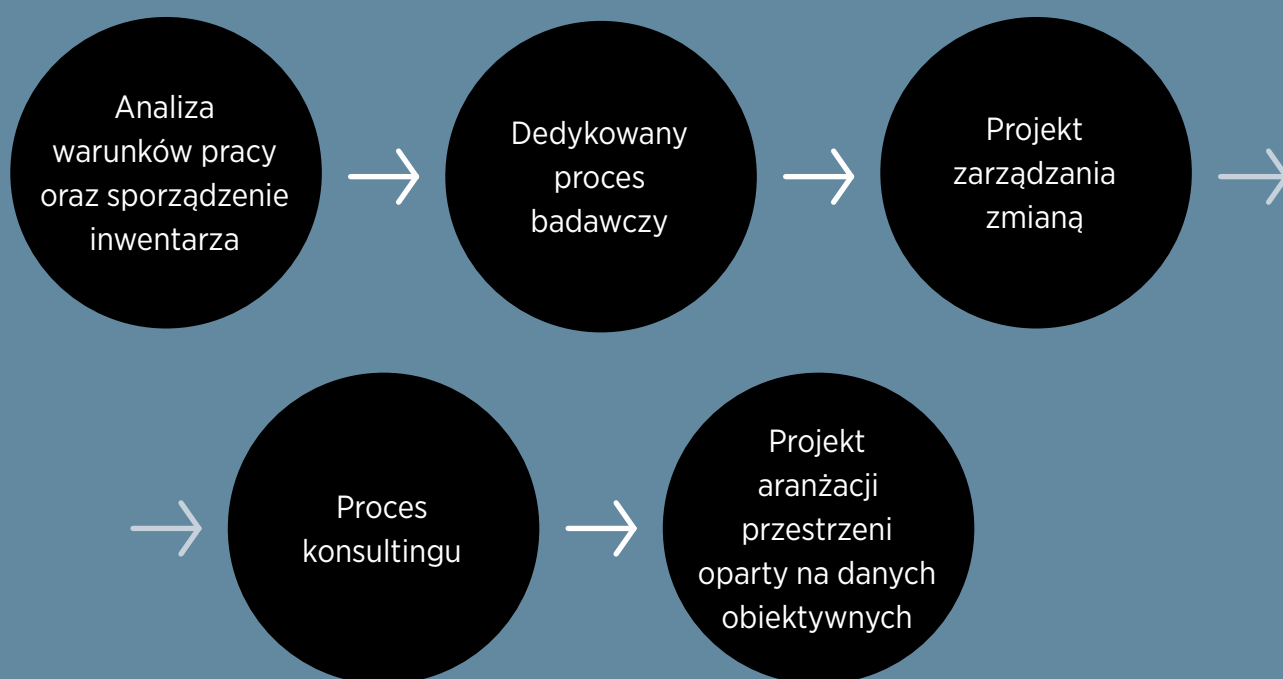 Analiza
warunków pracy
oraz sporządzenie
inwentarza
Dedykowany
proces
badawczy
Projekt
zarządzania
zmianą
Proces
konsultingu
Projekt
aranżacji
przestrzeni
oparty na danych
obiektywnych